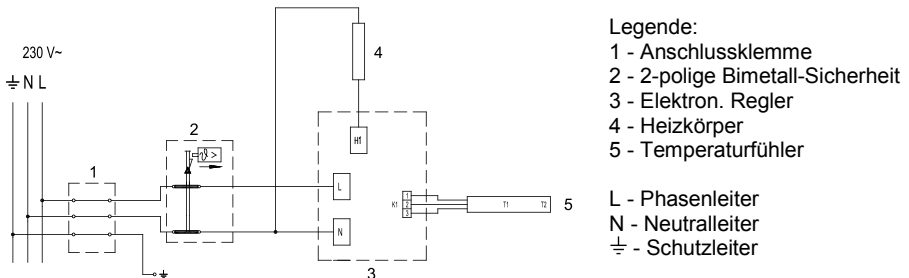 230 V~
N L
1
2
ϑ >
4
H1
L
N
K1
1
2
3
T1 T2
5
3
Legende:
1 - Anschlussklemme
2 - 2-polige Bimetall-Sicherheit
3 - Elektron. Regler
4 - Heizkörper
5 - Temperaturfühler
L - Phasenleiter
N - Neutralleiter
⏚ - Schutzleiter